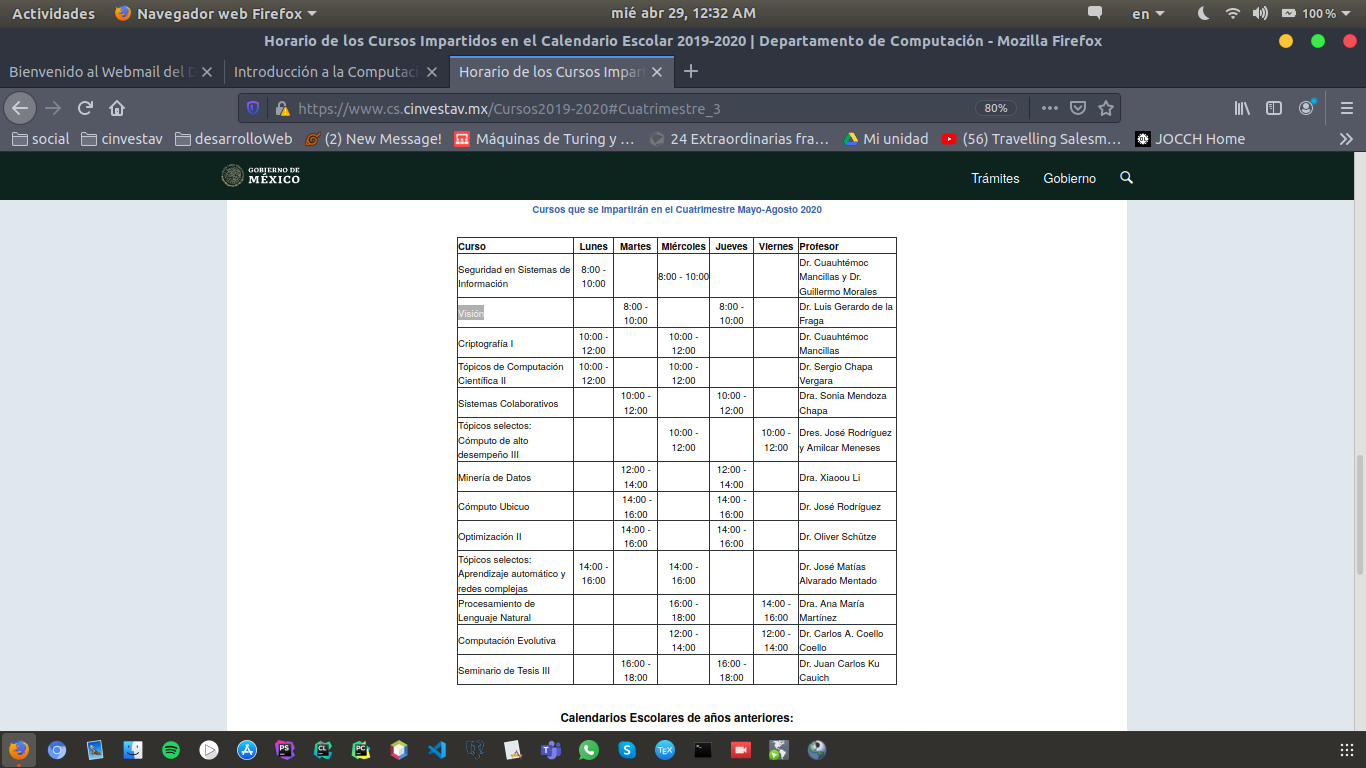 Actividades
Navegador web Firefox
mié abr 29, 12:32 AM
en
100 %
Horario de los Cursos Impartidos en el Calendario Escolar 2019-2020 | Departamento de Computación - Mozilla Firefox
Bienvenido al Webmail del D
Introducción a la Computaci
Horario de los Cursos Impar
https://www.cs.cinvestav.mx/Cursos2019-2020#Cuatrimestre_3
80%
social
cinvestav
desarrolloWeb
(2) New Message!
Máquinas de Turing y ...
24 Extraordinarias fra...
Mi unidad
(56) Travelling Salesm...
JOCCH Home
GOBIERNO DE
MÉXICO
Trámites
Gobierno
Cursos que se Impartirán en el Cuatrimestre Mayo-Agosto 2020
Curso Lunes Martes Miércoles Jueves Viernes Profesor
Seguridad en Sistemas de
Información
8:00 -
10:00
8:00 - 10:00
Dr. Cuauhtémoc
Mancillas y Dr.
Guillermo Morales
Visión
8:00 -
10:00
8:00 -
10:00
Dr. Luis Gerardo de la
Fraga
Criptografía I
10:00 -
12:00
10:00 -
12:00
Dr. Cuauhtémoc
Mancillas
Tópicos de Computación
Científica II
10:00 -
12:00
10:00 -
12:00
Dr. Sergio Chapa
Vergara
Sistemas Colaborativos
10:00 -
12:00
10:00 -
12:00
Dra. Sonia Mendoza
Chapa
Tópicos selectos:
Cómputo de alto
desempeño III
10:00 -
12:00
10:00 -
12:00
Dres. José Rodríguez
y Amilcar Meneses
Minería de Datos
12:00 -
14:00
12:00 -
14:00
Dra. Xiaoou Li
Cómputo Ubicuo
14:00 -
16:00
14:00 -
16:00
Dr. José Rodríguez
Optimización II
14:00 -
16:00
14:00 -
16:00
Dr. Oliver Schütze
Tópicos selectos:
Aprendizaje automático y
redes complejas
14:00 -
16:00
14:00 -
16:00
Dr. José Matías
Alvarado Mentado
Procesamiento de
Lenguaje Natural
16:00 -
18:00
14:00 -
16:00
Dra. Ana María
Martínez
Computación Evolutiva
12:00 -
14:00
12:00 -
14:00
Dr. Carlos A. Coello
Coello
Seminario de Tesis III
16:00 -
18:00
16:00 -
18:00
Dr. Juan Carlos Ku
Cauich
Calendarios Escolares de años anteriores:
PS
CL
PC
TEX